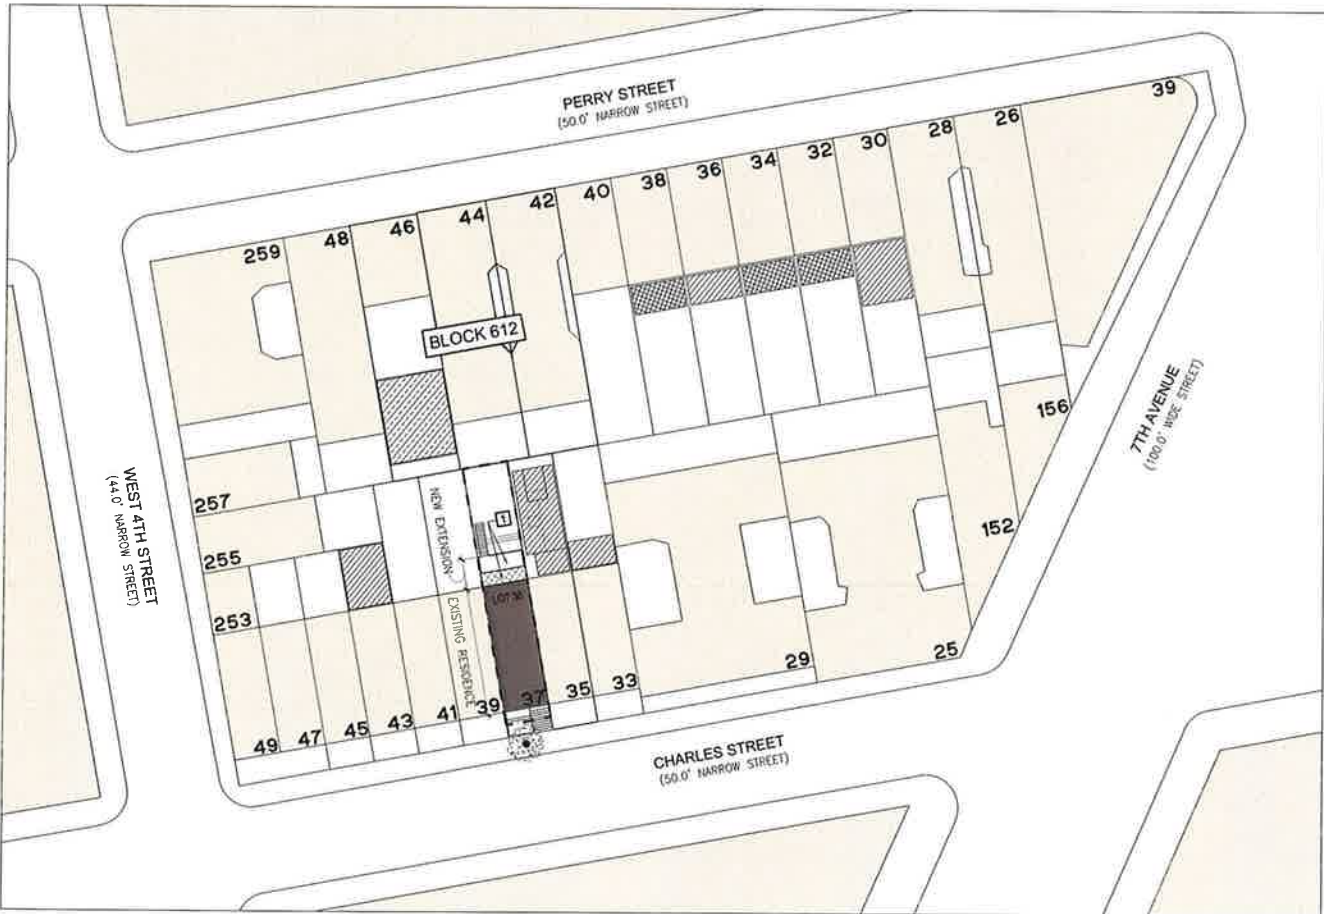 PERRY STREET
(50.0' NARROW STREET)
39
26
28
30
32
34
36
38
40
42
44
46
48
259
BLOCK 612
7TH AVENUE
(100.0' WIDE STREET)
156
152
WEST 4TH STREET
(44.0' NARROW STREET)
257
255
253
NEW EXTENSION
EXISTING RESIDENCE
1
49
47
45
43
41
39
37
35
33
29
25
CHARLES STREET
(50.0' NARROW STREET)